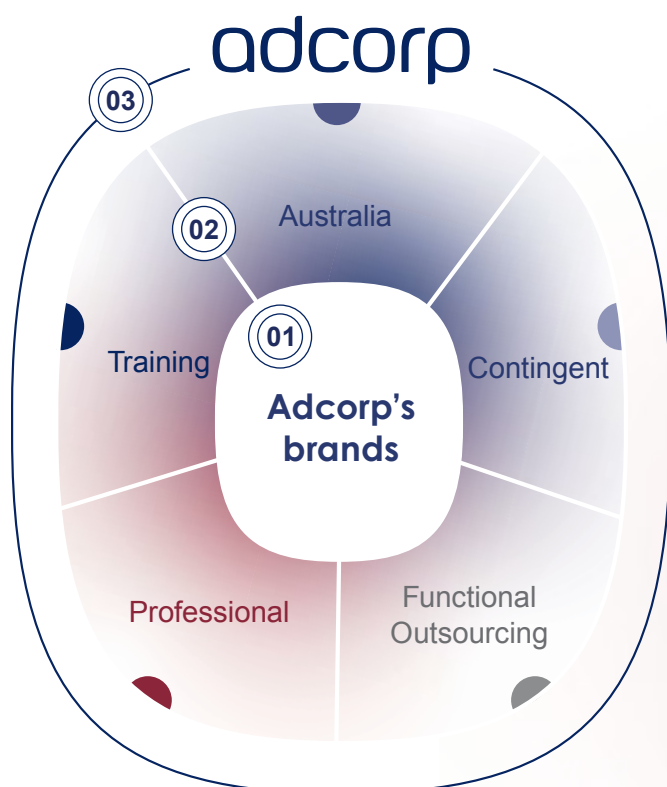 adcorp
03
Australia
02
01
Training
Contingent
Adcorp's
brands
Professional
Functional
Outsourcing